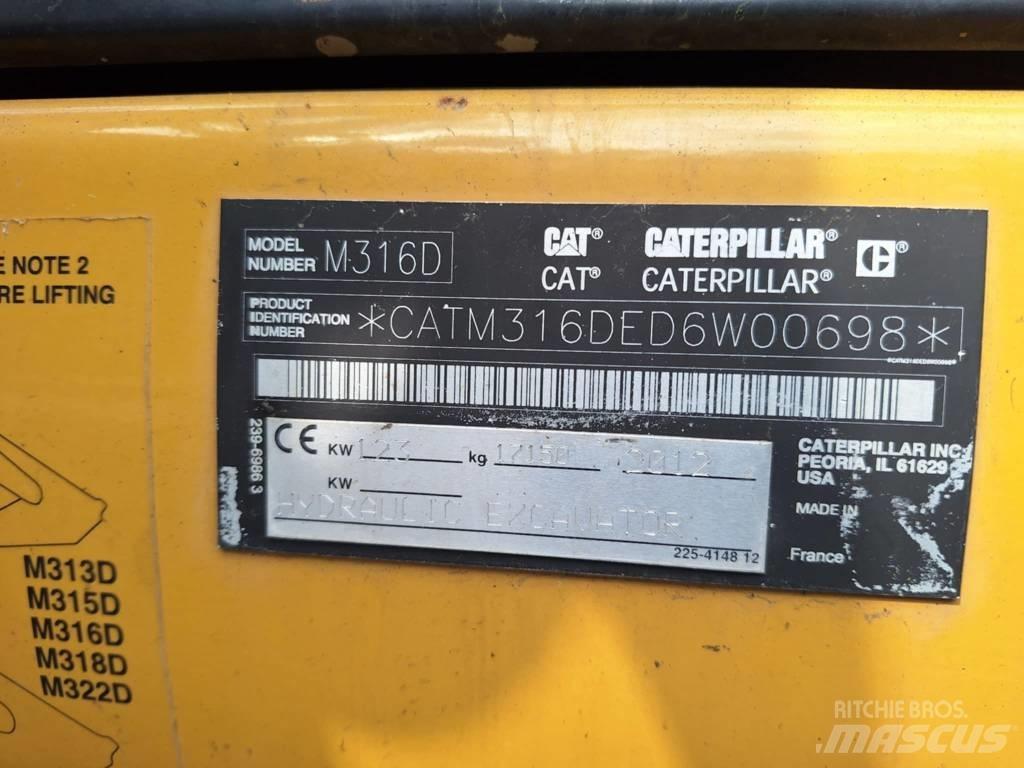 E NOTE 2
RE LIFTING
M313D
M315D
M316D
M318D
M322D
MODEL NUMBER M316D
CAT® CATERPILLAR® C®
CAT® CATERPILLAR®
PRODUCT IDENTIFICATION NUMBER *CATM316DED6W00698*
*CATM316DED6W00698*
239-6986 3
CE KW 123 kg 17150 2012
KW
HYDRAULIC EXCAVATOR
225-4148 12
CATERPILLAR INC.
PEORIA, IL 61629
USA
MADE IN
France
RITCHIE BROS.
MASCUS